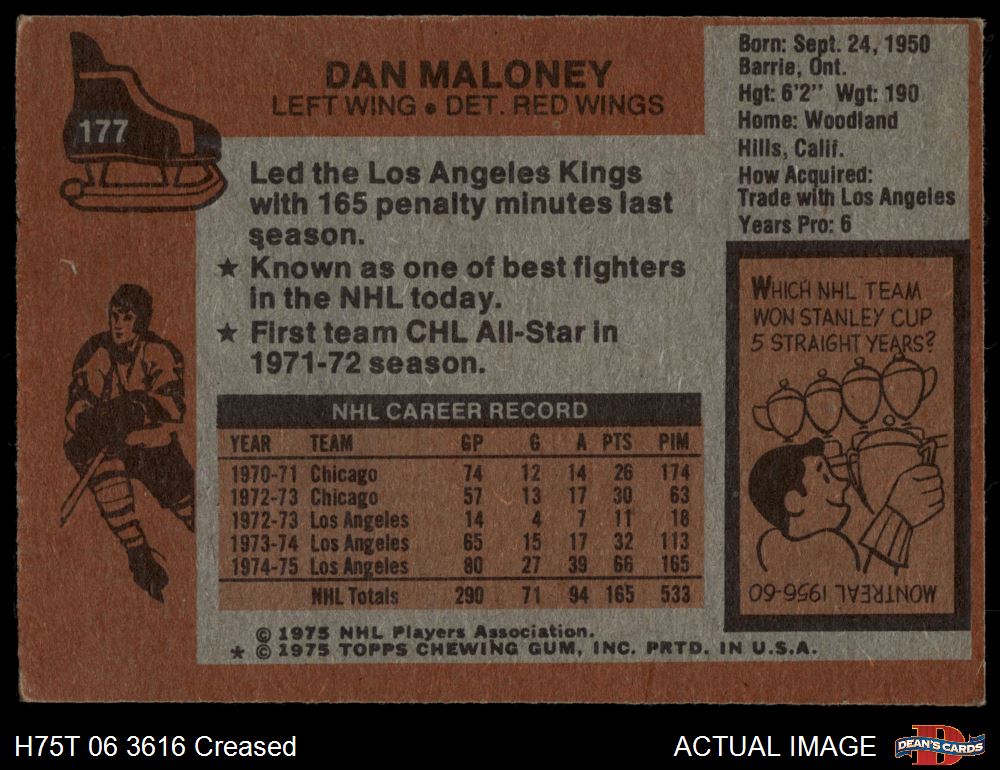 177
DAN MALONEY
LEFT WING • DET. RED WINGS
Born: Sept. 24, 1950
Barrie, Ont.
Hgt: 6'2" Wgt: 190
Home: Woodland
Hills, Calif.
How Acquired:
Trade with Los Angeles
Years Pro: 6
Led the Los Angeles Kings
with 165 penalty minutes last
season.
★ Known as one of best fighters
in the NHL today.
★ First team CHL All-Star in
1971-72 season.
NHL CAREER RECORD
YEAR TEAM GP G A PTS PIM
1970-71 Chicago 74 12 14 26 174
1972-73 Chicago 57 13 17 30 63
1972-73 Los Angeles 14 4 7 11 18
1973-74 Los Angeles 65 15 17 32 113
1974-75 Los Angeles 80 27 39 66 165
NHL Totals 290 71 94 165 533
© 1975 NHL Players Association.
★ © 1975 TOPPS CHEWING GUM, INC. PRTD. IN U.S.A.
WHICH NHL TEAM
WON STANLEY CUP
5 STRAIGHT YEARS?
MONTREAL 1956-60
H75T 06 3616 Creased
ACTUAL IMAGE
D
DEAN'S CARDS